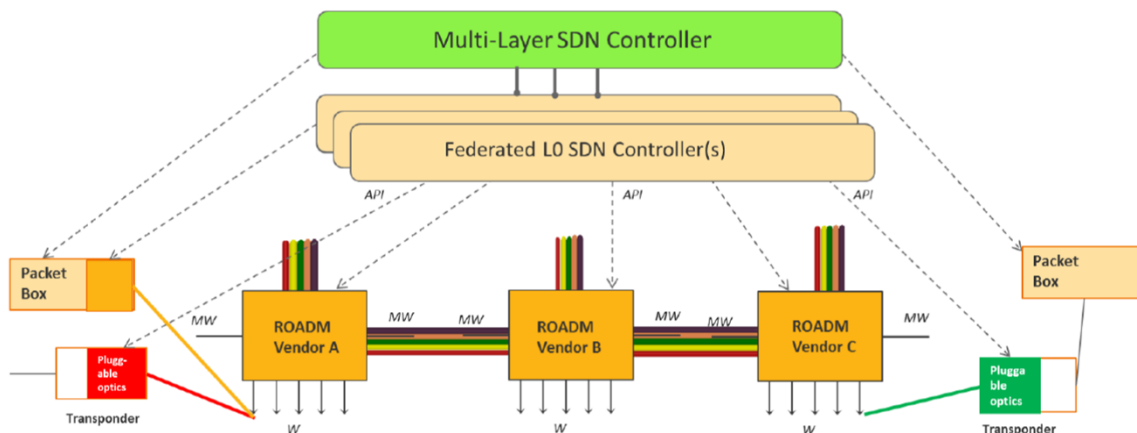 Multi-Layer SDN Controller
Federated L0 SDN Controller(s)
API
API
API
Packet
Box
Packet
Box
MW
ROADM
Vendor A
MW
MW
ROADM
Vendor B
MW
MW
ROADM
Vendor C
MW
Plugg-
able
optics
Plugga
ble
optics
Transponder
W
W
W
Transponder